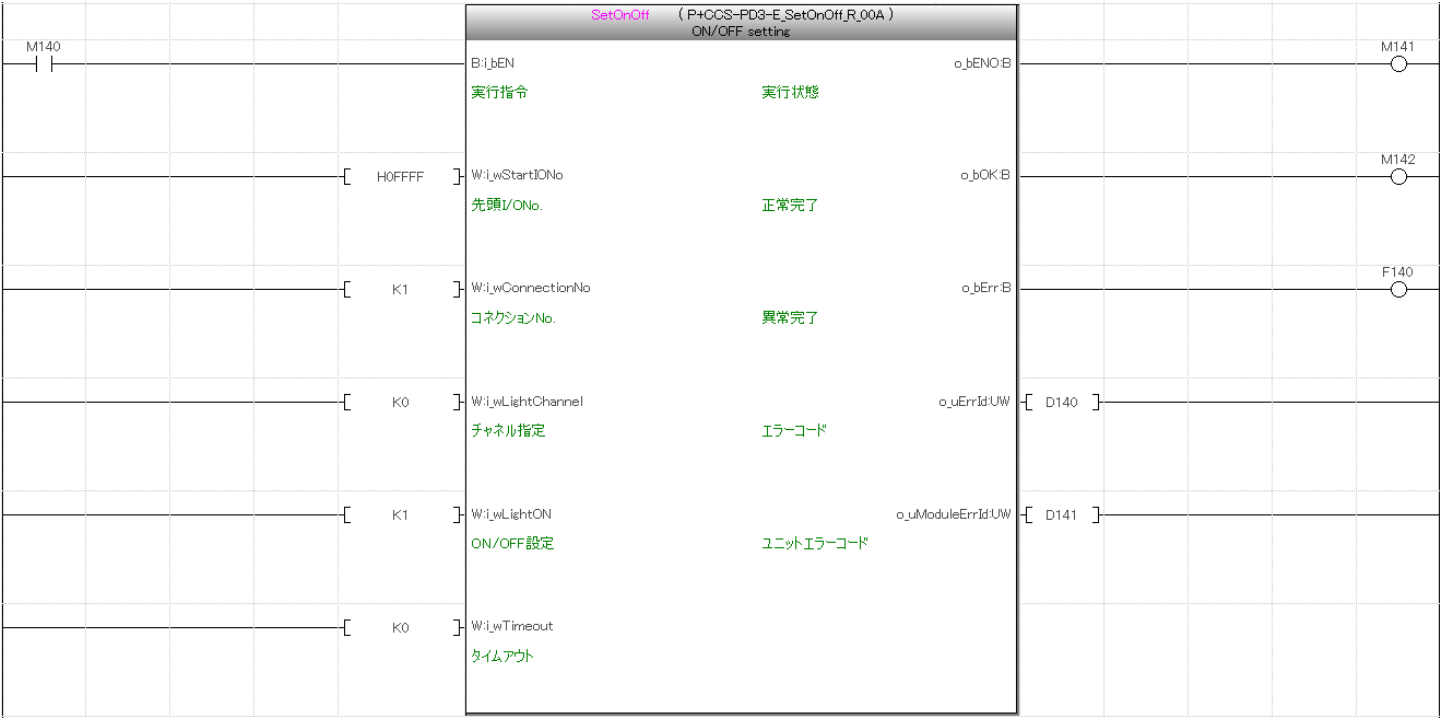 SetOnOff (P+CCS-PD3-E_SetOnOff_R_00A)
ON/OFF setting
M140
B:i_bEN
o_bENO:B
M141
実行指令
実行状態
H0FFFF
W:i_wStartIONo
o_bOK:B
M142
先頭I/ONo.
正常完了
K1
W:i_wConnectionNo
o_bErr:B
F140
コネクションNo.
異常完了
K0
W:i_wLightChannel
o_uErrId:UW
D140
チャネル指定
エラーコード
K1
W:i_wLightON
o_uModuleErrId:UW
D141
ON/OFF設定
ユニットエラーコード
K0
W:i_wTimeout
タイムアウト